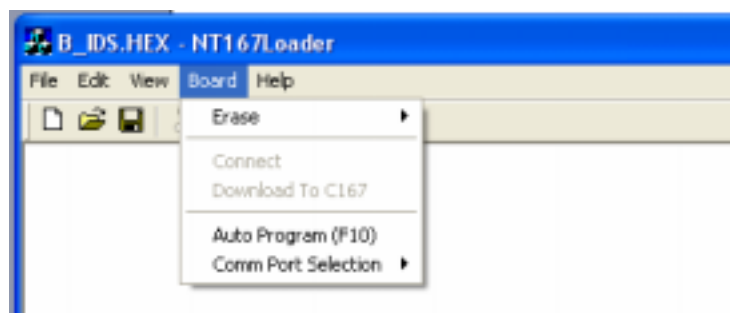 B_IDS.HEX - NT167Loader
File Edit View Board Help
Erase
Connect
Download To C167
Auto Program (F10)
Comm Port Selection